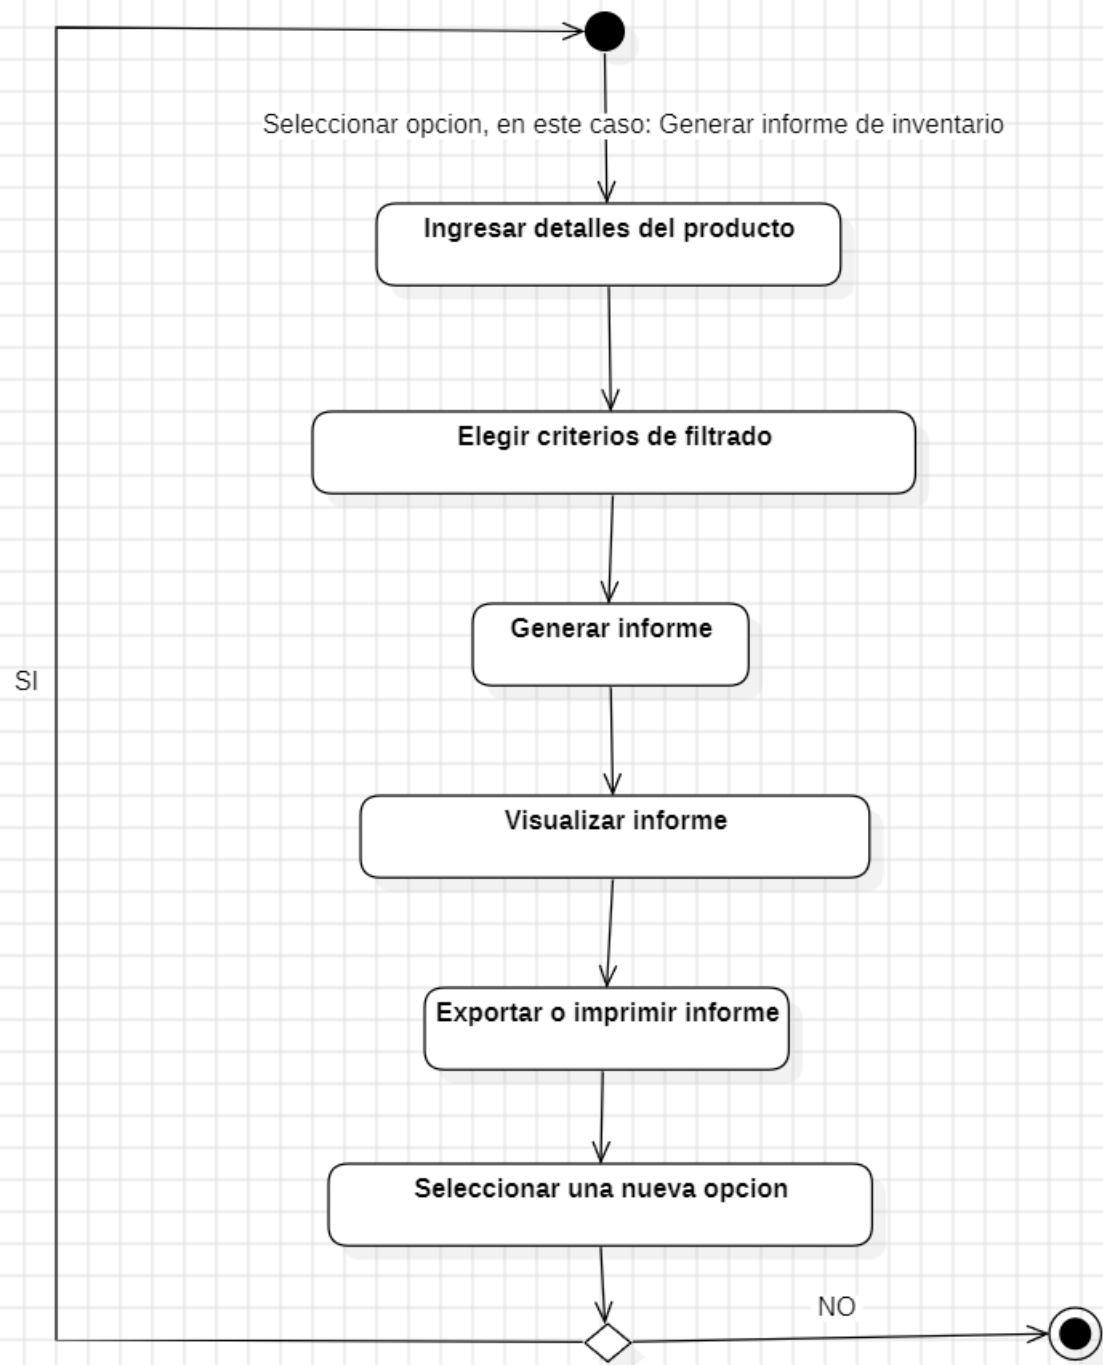 Seleccionar opcion, en este caso: Generar informe de inventario
Ingresar detalles del producto
Elegir criterios de filtrado
Generar informe
SI
Visualizar informe
Exportar o imprimir informe
Seleccionar una nueva opcion
NO